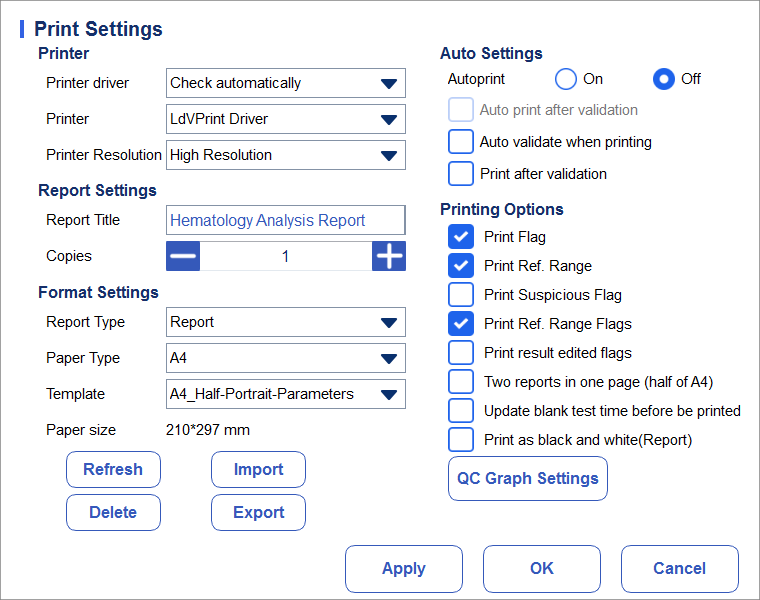 Print Settings
Printer
Printer driver Check automatically
Printer LdVPrint Driver
Printer Resolution High Resolution
Report Settings
Report Title Hematology Analysis Report
Copies 1
Format Settings
Report Type Report
Paper Type A4
Template A4_Half-Portrait-Parameters
Paper size 210*297 mm
Refresh Import
Delete Export
Auto Settings
Autoprint On Off
Auto print after validation
Auto validate when printing
Print after validation
Printing Options
Print Flag
Print Ref. Range
Print Suspicious Flag
Print Ref. Range Flags
Print result edited flags
Two reports in one page (half of A4)
Update blank test time before be printed
Print as black and white(Report)
QC Graph Settings
Apply OK Cancel